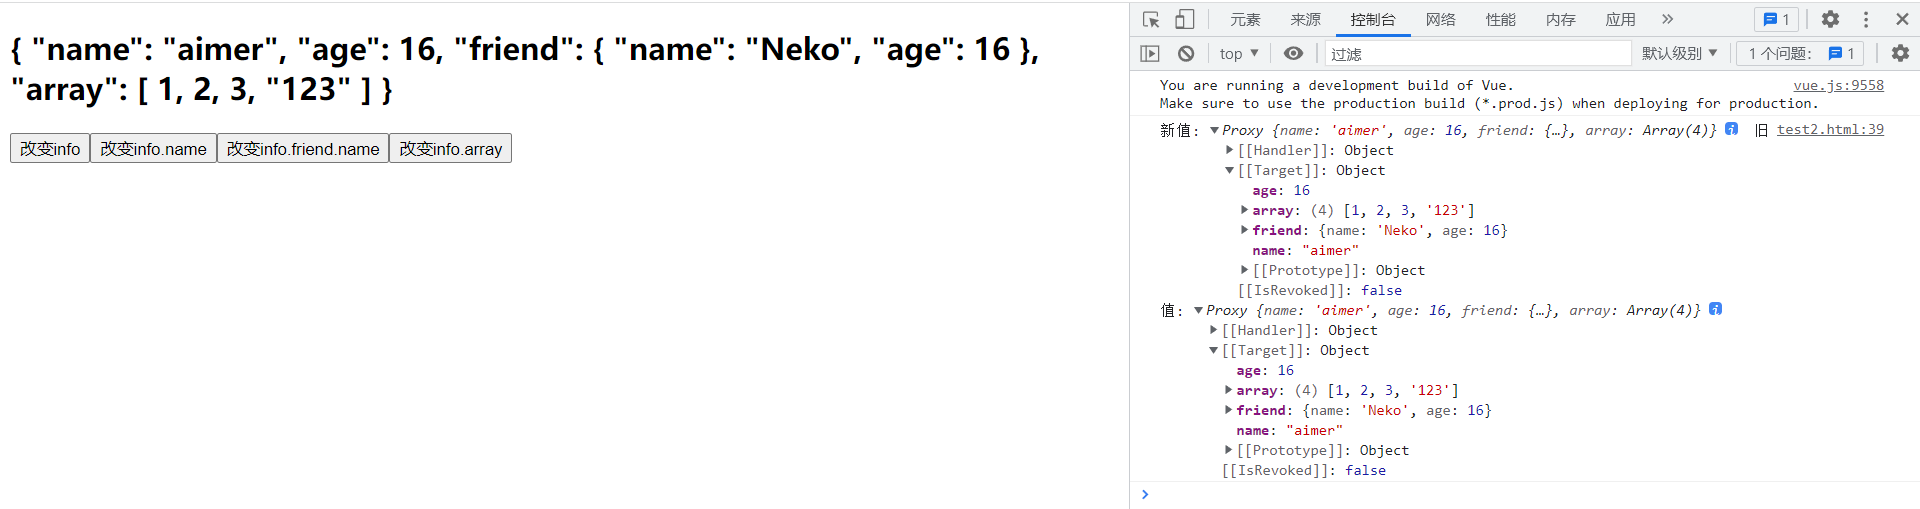 { "name": "aimer", "age": 16, "friend": { "name": "Neko", "age": 16 },
"array": [ 1, 2, 3, "123" ] }
改变info 改变info.name 改变info.friend.name 改变info.array
元素 来源 控制台 网络 性能 内存 应用 » 1
top 过滤 默认级别 1 个问题: 1
You are running a development build of Vue. vue.js:9558
Make sure to use the production build (*.prod.js) when deploying for production.
新值: Proxy {name: 'aimer', age: 16, friend: {…}, array: Array(4)} i 旧 test2.html:39
[[Handler]]: Object
[[Target]]: Object
age: 16
array: (4) [1, 2, 3, '123']
friend: {name: 'Neko', age: 16}
name: "aimer"
[[Prototype]]: Object
[[IsRevoked]]: false
值: Proxy {name: 'aimer', age: 16, friend: {…}, array: Array(4)} i
[[Handler]]: Object
[[Target]]: Object
age: 16
array: (4) [1, 2, 3, '123']
friend: {name: 'Neko', age: 16}
name: "aimer"
[[Prototype]]: Object
[[IsRevoked]]: false